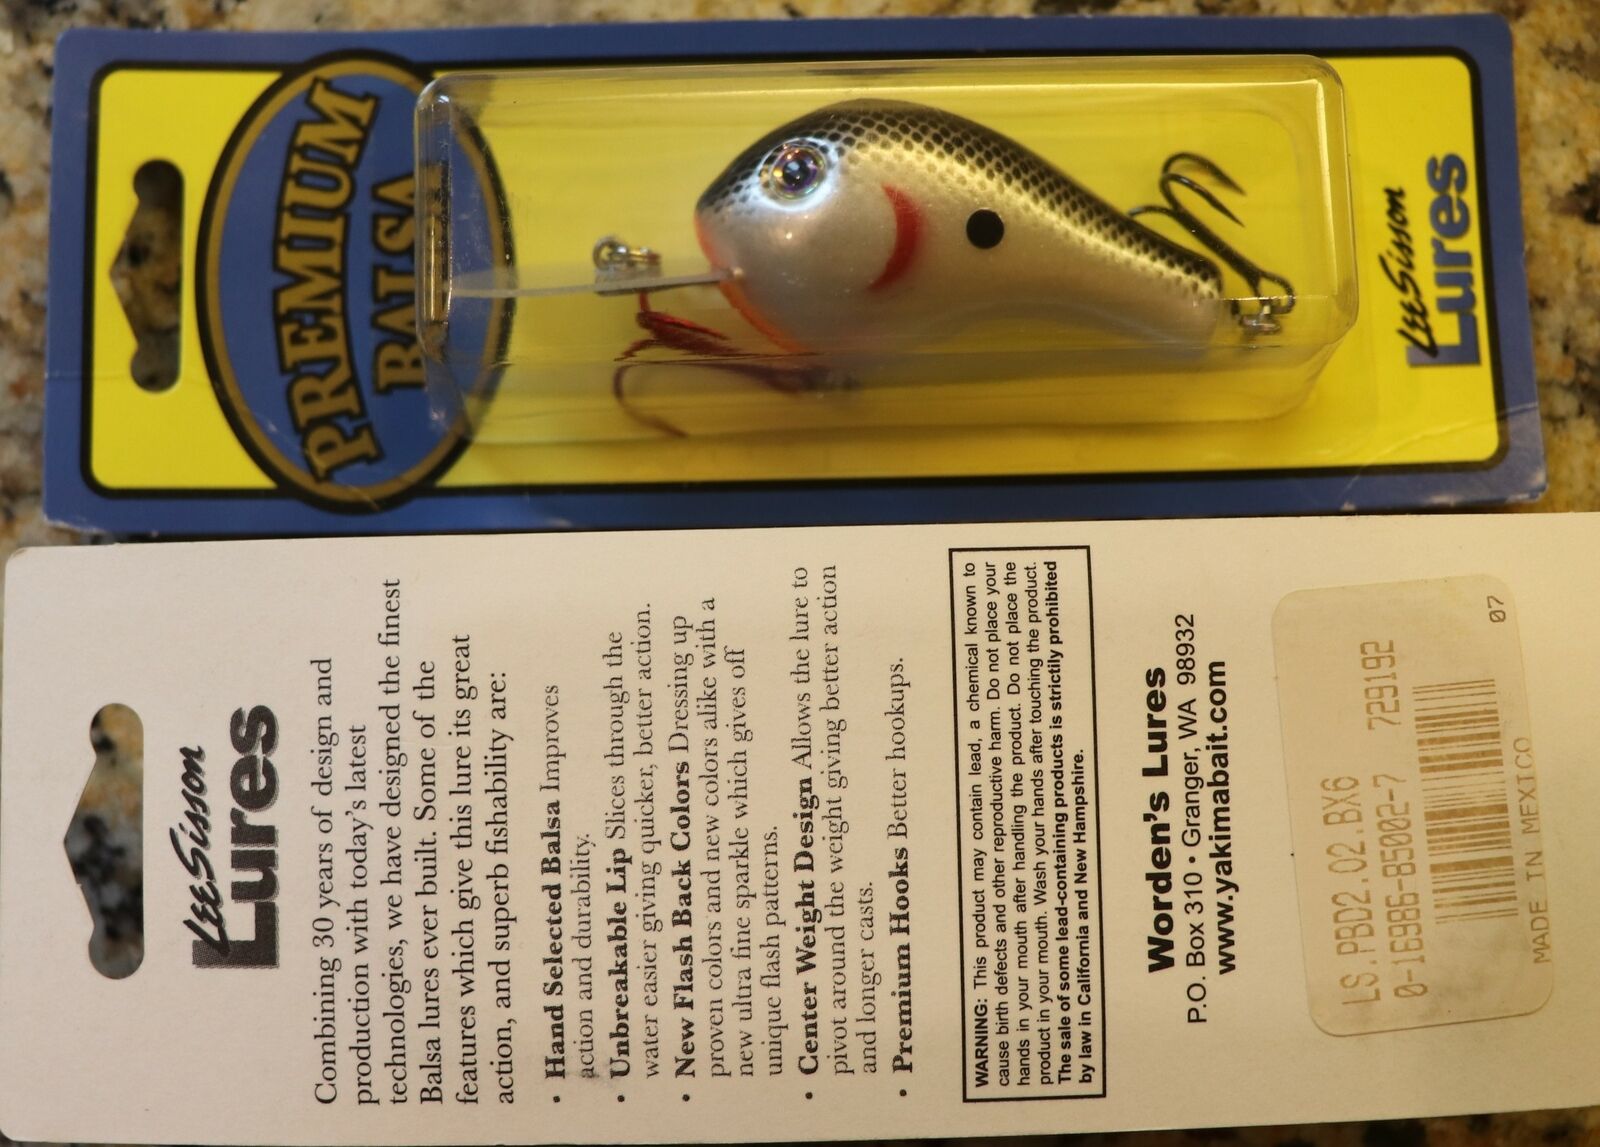 PREMIUM
BALSA
Lee Sisson
Lures
Lee Sisson
Lures
Combining 30 years of design and
production with today's latest
technologies, we have designed the finest
Balsa lures ever built. Some of the
features which give this lure its great
action, and superb fishability are:
• Hand Selected Balsa Improves
action and durability.
• Unbreakable Lip Slices through the
water easier giving quicker, better action.
• New Flash Back Colors Dressing up
proven colors and new colors alike with a
new ultra fine sparkle which gives off
unique flash patterns.
• Center Weight Design Allows the lure to
pivot around the weight giving better action
and longer casts.
• Premium Hooks Better hookups.
WARNING: This product may contain lead, a chemical known to
cause birth defects and other reproductive harm. Do not place your
hands in your mouth after handling the product. Do not place the
product in your mouth. Wash your hands after touching the product.
The sale of some lead-containing products is strictly prohibited
by law in California and New Hampshire.
Worden's Lures
P.O. Box 310 • Granger, WA 98932
www.yakimabait.com
LS.PBD2.02.BX6
0-16986-85002-7 729192
07
MADE IN MEXICO